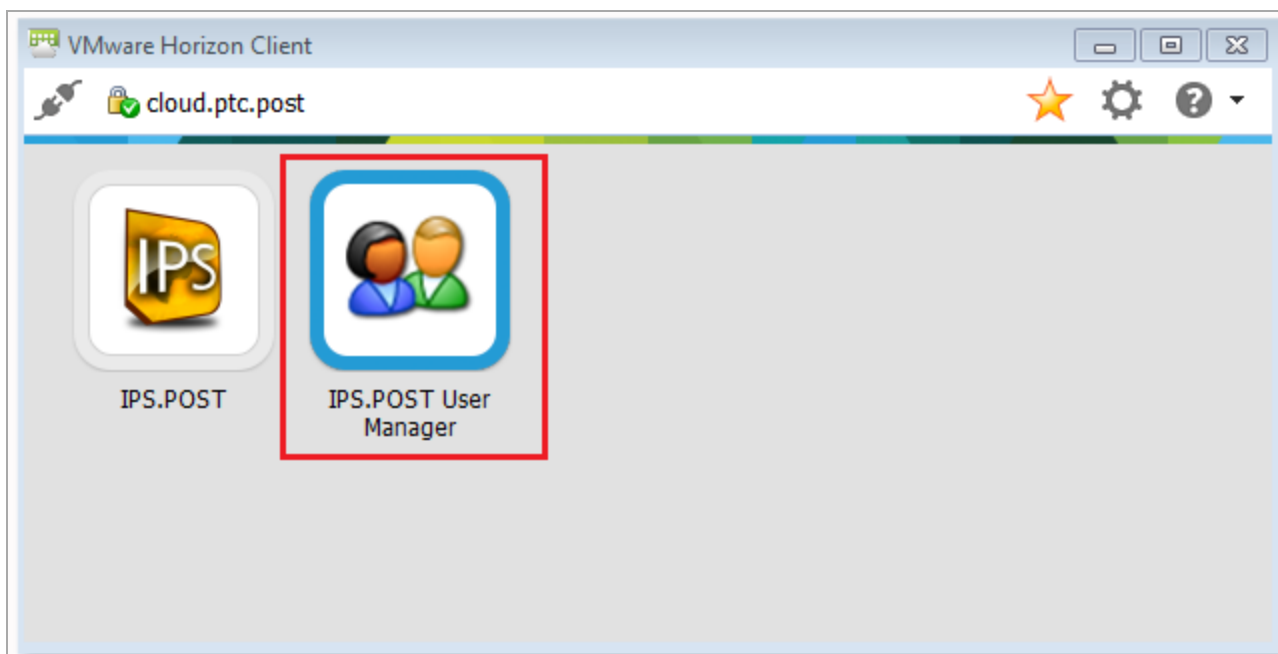 VMware Horizon Client
cloud.ptc.post
IPS
IPS.POST
IPS.POST User
Manager